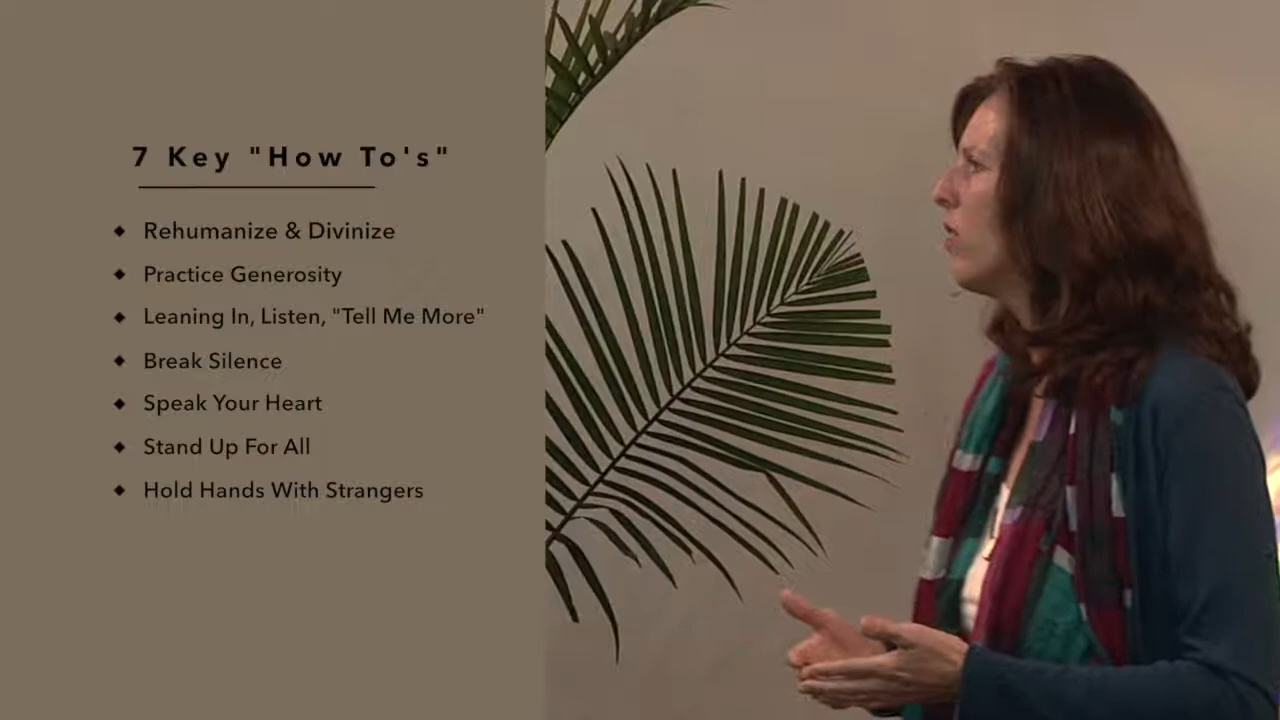 7 Key "How To's"
Rehumanize & Divinize
Practice Generosity
Leaning In, Listen, "Tell Me More"
Break Silence
Speak Your Heart
Stand Up For All
Hold Hands With Strangers